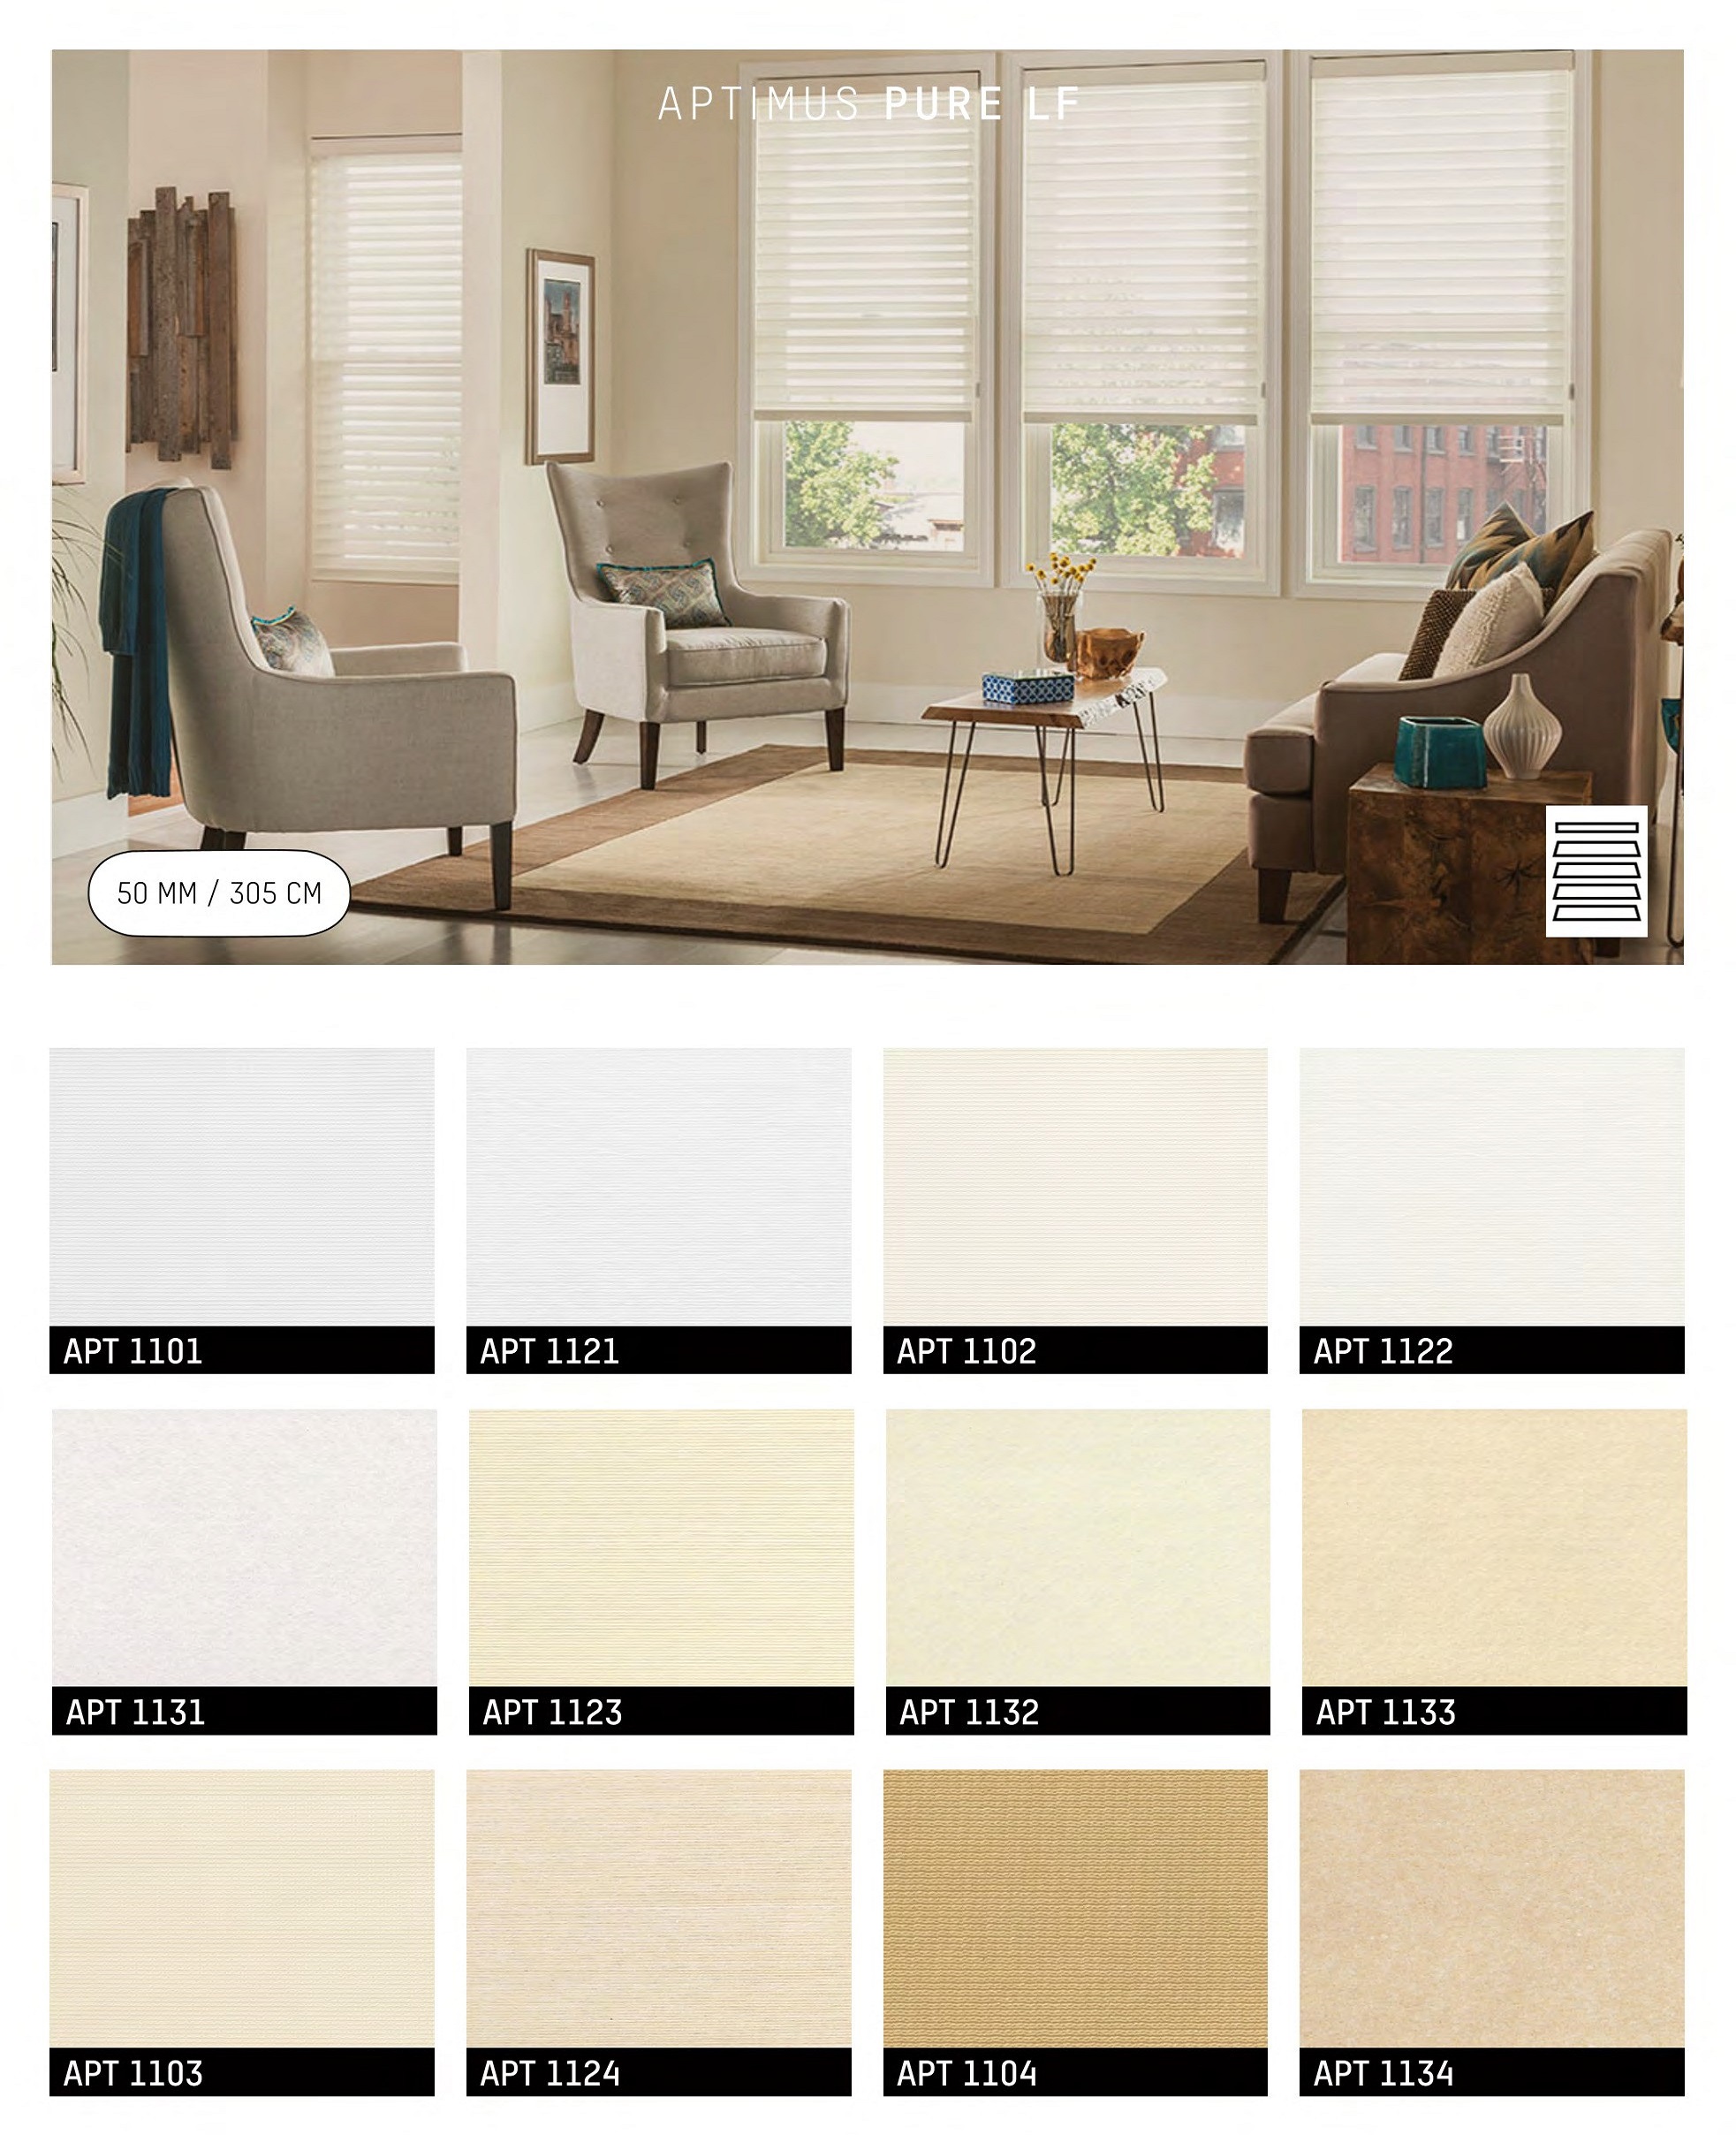 APTIMUS PURE LF
50 MM / 305 CM
APT 1101
APT 1121
APT 1102
APT 1122
APT 1131
APT 1123
APT 1132
APT 1133
APT 1103
APT 1124
APT 1104
APT 1134